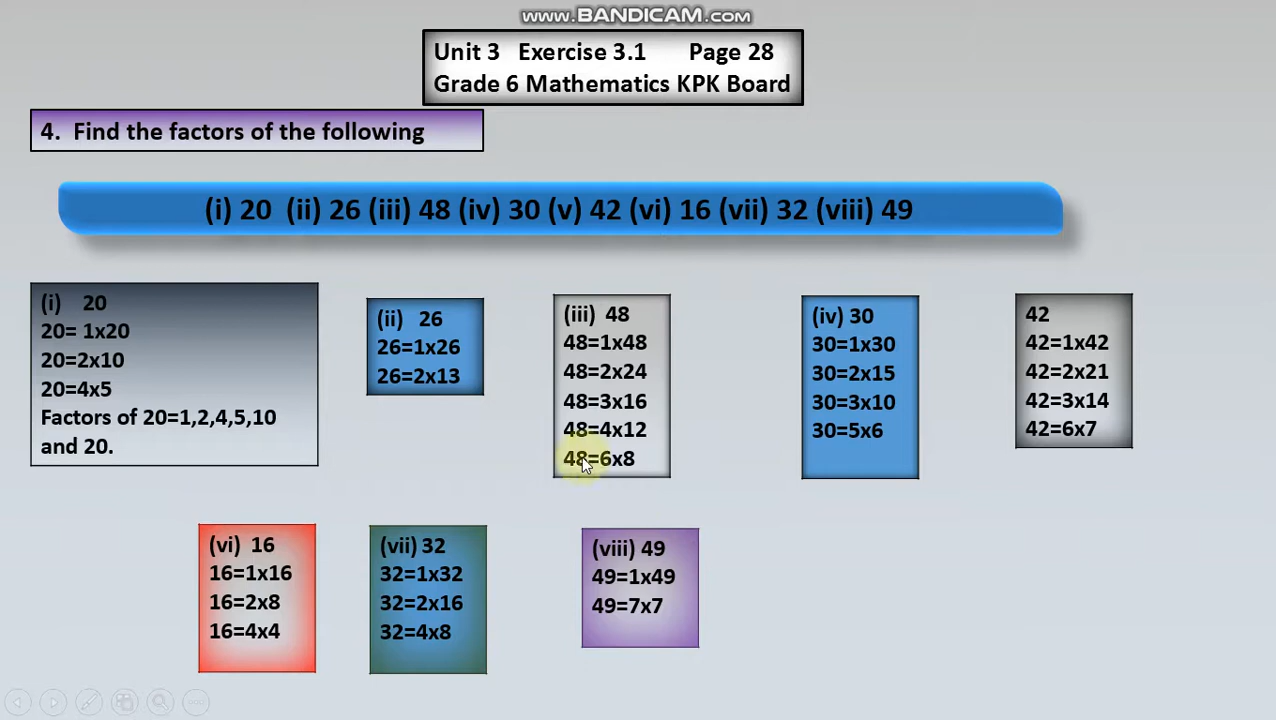 www.BANDICAM.com
Unit 3 Exercise 3.1 Page 28
Grade 6 Mathematics KPK Board
4. Find the factors of the following
(i) 20 (ii) 26 (iii) 48 (iv) 30 (v) 42 (vi) 16 (vii) 32 (viii) 49
(i) 20
20= 1x20
20=2x10
20=4x5
Factors of 20=1,2,4,5,10
and 20.
(ii) 26
26=1x26
26=2x13
(iii) 48
48=1x48
48=2x24
48=3x16
48=4x12
48=6x8
(iv) 30
30=1x30
30=2x15
30=3x10
30=5x6
42
42=1x42
42=2x21
42=3x14
42=6x7
(vi) 16
16=1x16
16=2x8
16=4x4
(vii) 32
32=1x32
32=2x16
32=4x8
(viii) 49
49=1x49
49=7x7